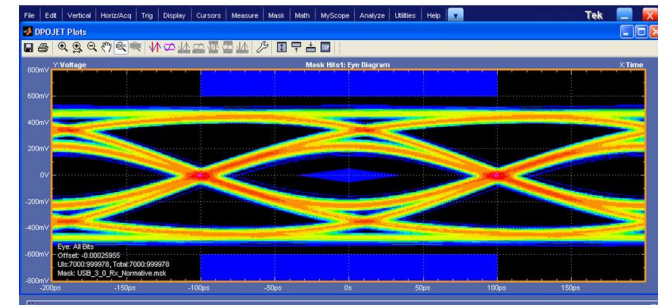 File Edit Vertical Horiz/Acq Trig Display Cursors Measure Mask Math MyScope Analyze Utilities Help Tek
DPOJET Plots
Y:Voltage Mask Hits1: Eye Diagram X:Time
800mV
600mV
400mV
200mV
0V
-200mV
-400mV
-600mV
-800mV
Eye: All Bits
Offset: -0.00025955
UIs:7000:999978, Total:7000:999978
Mask: USB_3_0_Rx_Normative.msk
-200ps -150ps -100ps -50ps 0s 50ps 100ps 150ps